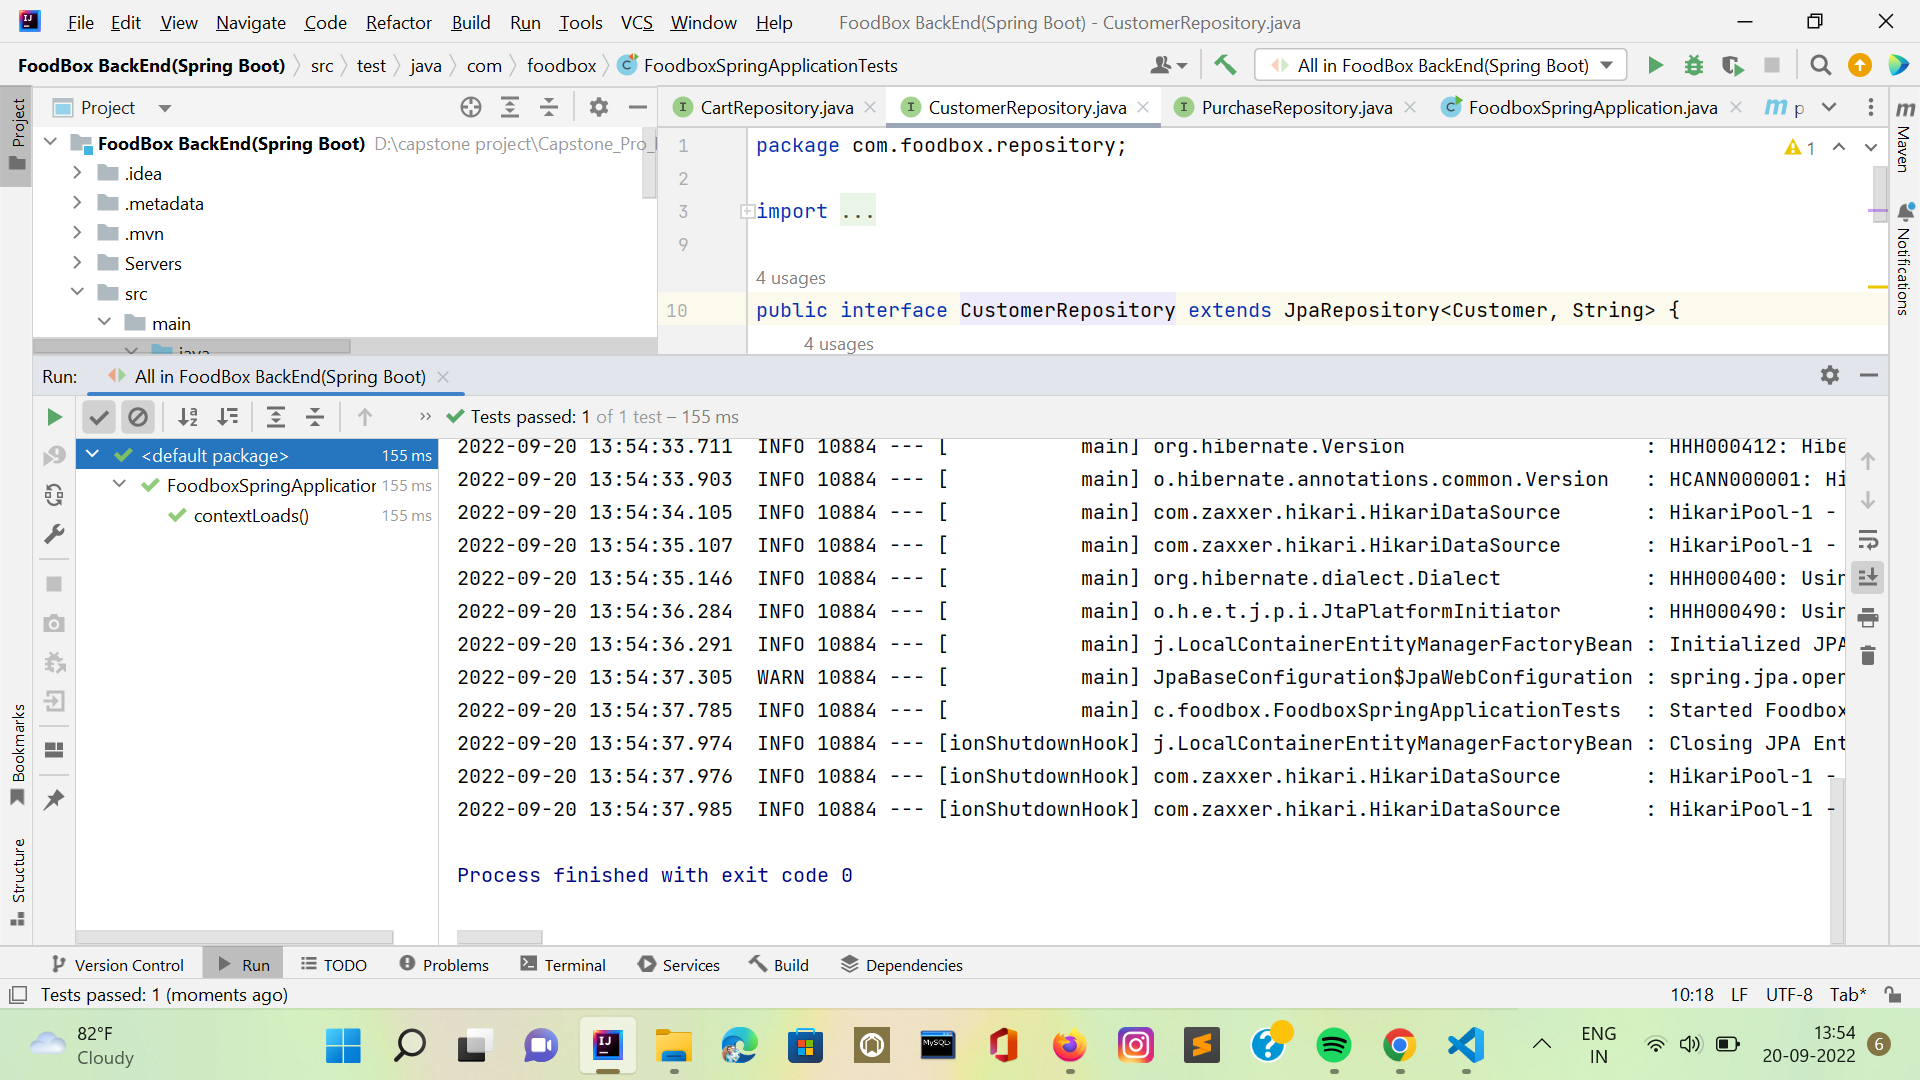 File Edit View Navigate Code Refactor Build Run Tools VCS Window Help FoodBox BackEnd(Spring Boot) - CustomerRepository.java
FoodBox BackEnd(Spring Boot) src test java com foodbox FoodboxSpringApplicationTests All in FoodBox BackEnd(Spring Boot)
Project
CartRepository.java CustomerRepository.java PurchaseRepository.java FoodboxSpringApplication.java p
Project
FoodBox BackEnd(Spring Boot) D:\capstone project\Capstone_Pro_
.idea
.metadata
.mvn
Servers
src
main
java
1 package com.foodbox.repository;
1
2
3 import ...
9
4 usages
10 public interface CustomerRepository extends JpaRepository<Customer, String> {
4 usages
Maven
Notifications
Run: All in FoodBox BackEnd(Spring Boot)
Tests passed: 1 of 1 test – 155 ms
<default package> 155 ms
FoodboxSpringApplication 155 ms
contextLoads() 155 ms
2022-09-20 13:54:33.711 INFO 10884 --- [ main] org.hibernate.Version : HHH000412: Hibe
2022-09-20 13:54:33.903 INFO 10884 --- [ main] o.hibernate.annotations.common.Version : HCANN000001: Hi
2022-09-20 13:54:34.105 INFO 10884 --- [ main] com.zaxxer.hikari.HikariDataSource : HikariPool-1 -
2022-09-20 13:54:35.107 INFO 10884 --- [ main] com.zaxxer.hikari.HikariDataSource : HikariPool-1 -
2022-09-20 13:54:35.146 INFO 10884 --- [ main] org.hibernate.dialect.Dialect : HHH000400: Usin
2022-09-20 13:54:36.284 INFO 10884 --- [ main] o.h.e.t.j.p.i.JtaPlatformInitiator : HHH000490: Usin
2022-09-20 13:54:36.291 INFO 10884 --- [ main] j.LocalContainerEntityManagerFactoryBean : Initialized JPA
2022-09-20 13:54:37.305 WARN 10884 --- [ main] JpaBaseConfiguration$JpaWebConfiguration : spring.jpa.open
2022-09-20 13:54:37.785 INFO 10884 --- [ main] c.foodbox.FoodboxSpringApplicationTests : Started Foodbox
2022-09-20 13:54:37.974 INFO 10884 --- [ionShutdownHook] j.LocalContainerEntityManagerFactoryBean : Closing JPA Ent
2022-09-20 13:54:37.976 INFO 10884 --- [ionShutdownHook] com.zaxxer.hikari.HikariDataSource : HikariPool-1 -
2022-09-20 13:54:37.985 INFO 10884 --- [ionShutdownHook] com.zaxxer.hikari.HikariDataSource : HikariPool-1 -
Process finished with exit code 0
Bookmarks
Structure
Version Control Run TODO Problems Terminal Services Build Dependencies
Tests passed: 1 (moments ago) 10:18 LF UTF-8 Tab*
82°F
Cloudy
MySQL>
ENG
IN
13:54
20-09-2022
6